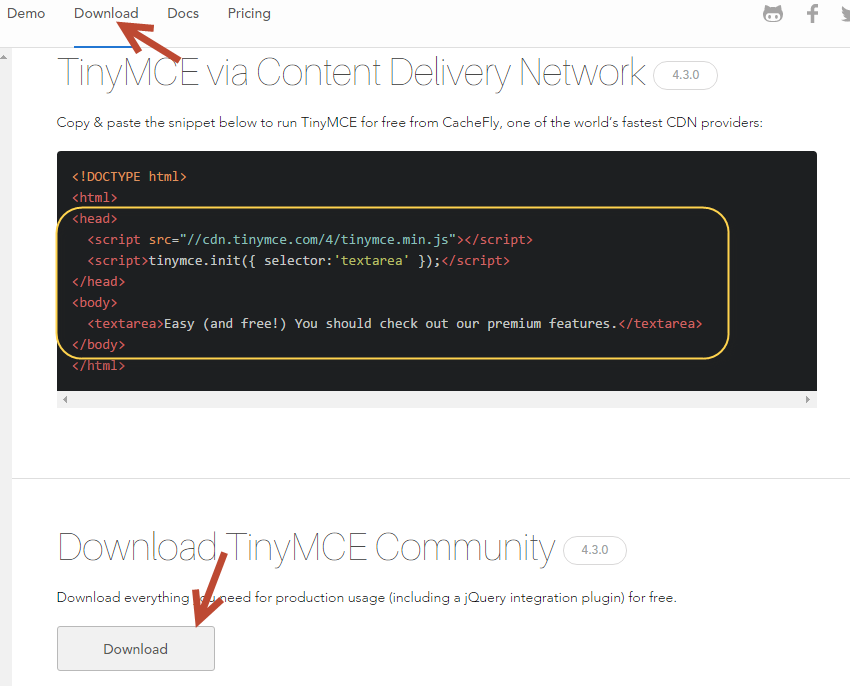 Demo Download Docs Pricing
TinyMCE via Content Delivery Network 4.3.0
Copy & paste the snippet below to run TinyMCE for free from CacheFly, one of the world's fastest CDN providers:
<!DOCTYPE html>
<html>
<head>
  <script src="//cdn.tinymce.com/4/tinymce.min.js"></script>
  <script>tinymce.init({ selector:'textarea' });</script>
</head>
<body>
  <textarea>Easy (and free!) You should check out our premium features.</textarea>
</body>
</html>
Download TinyMCE Community 4.3.0
Download everything you need for production usage (including a jQuery integration plugin) for free.
Download